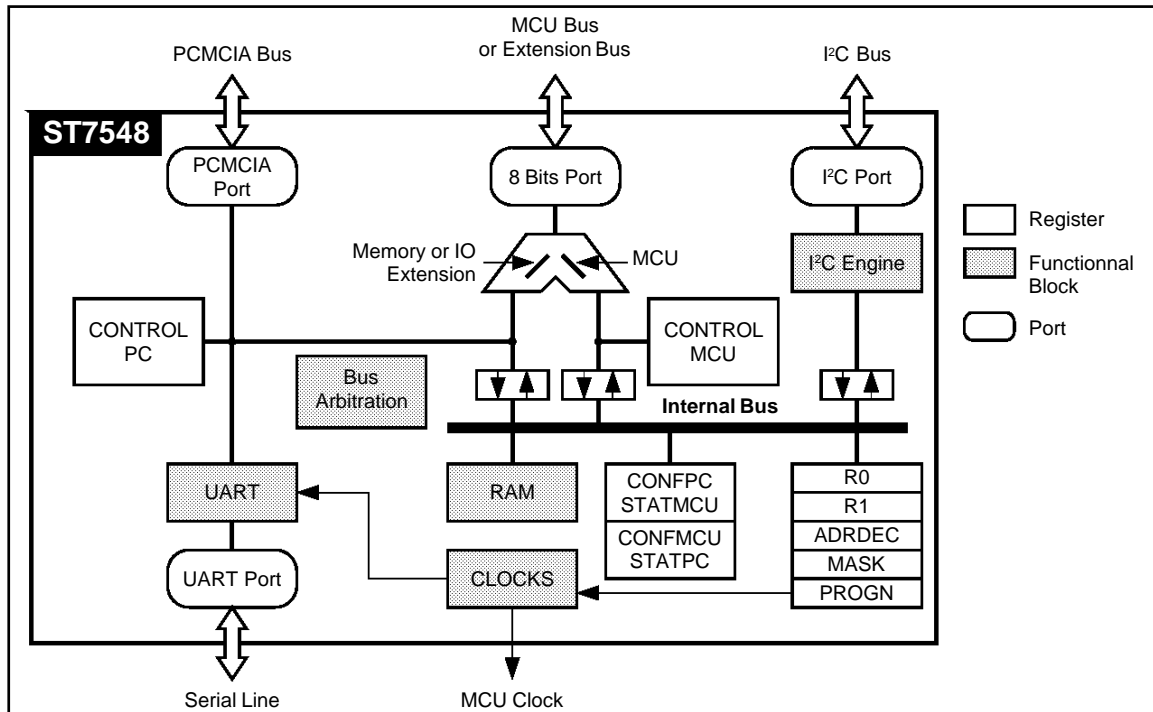 MCU Bus
or Extension Bus
PCMCIA Bus
I²C Bus
ST7548
PCMCIA
Port
8 Bits Port
I²C Port
Register
Memory or IO
Extension
MCU
I²C Engine
Functionnal
Block
CONTROL
PC
CONTROL
MCU
Port
Bus
Arbitration
Internal Bus
UART
RAM
CONFPC
STATMCU
CONFMCU
STATPC
R0
R1
ADRDEC
MASK
PROGN
UART Port
CLOCKS
Serial Line
MCU Clock